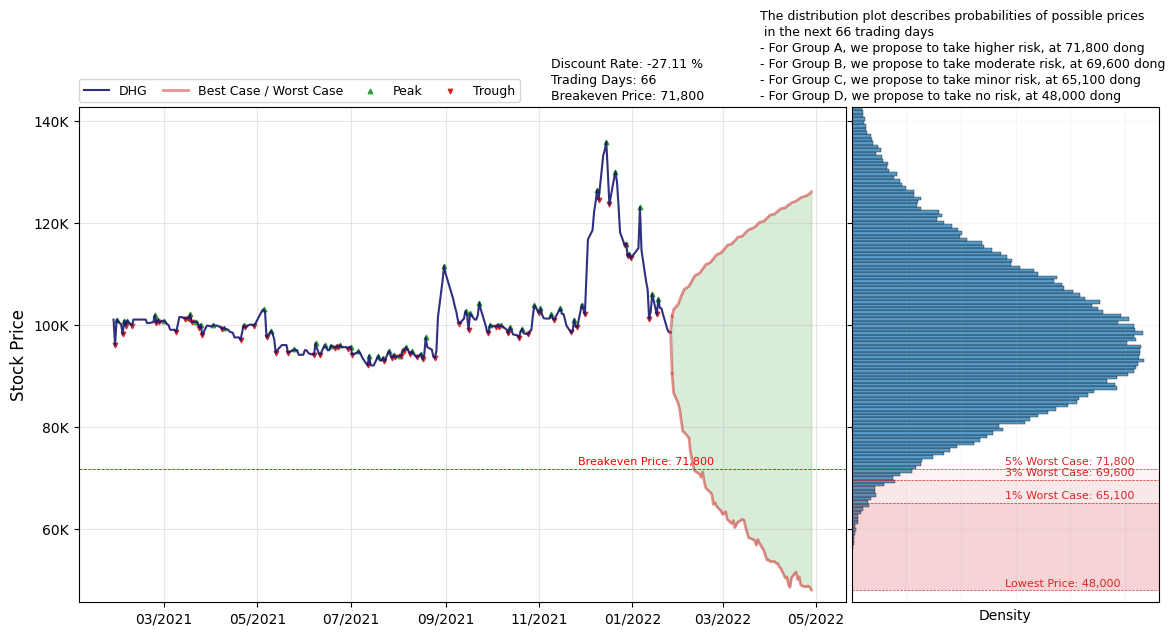 The distribution plot describes probabilities of possible prices
in the next 66 trading days
- For Group A, we propose to take higher risk, at 71,800 dong
- For Group B, we propose to take moderate risk, at 69,600 dong
- For Group C, we propose to take minor risk, at 65,100 dong
- For Group D, we propose to take no risk, at 48,000 dong
Discount Rate: -27.11 %
Trading Days: 66
Breakeven Price: 71,800
DHG Best Case / Worst Case Peak Trough
Stock Price
140K
120K
100K
80K
60K
Breakeven Price: 71,800
03/2021 05/2021 07/2021 09/2021 11/2021 01/2022 03/2022 05/2022
5% Worst Case: 71,800
3% Worst Case: 69,600
1% Worst Case: 65,100
Lowest Price: 48,000
Density